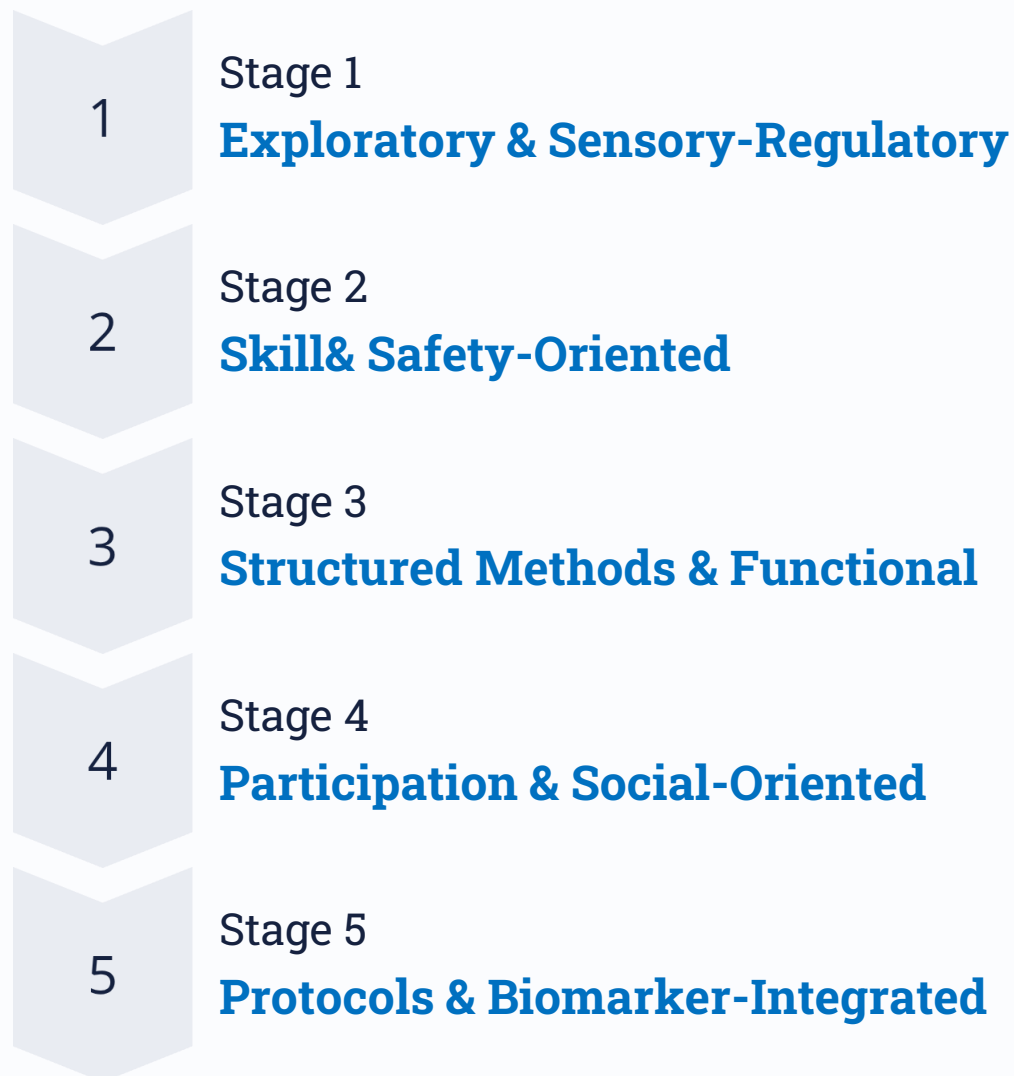 1
Stage 1
Exploratory & Sensory-Regulatory
2
Stage 2
Skill& Safety-Oriented
3
Stage 3
Structured Methods & Functional
4
Stage 4
Participation & Social-Oriented
5
Stage 5
Protocols & Biomarker-Integrated